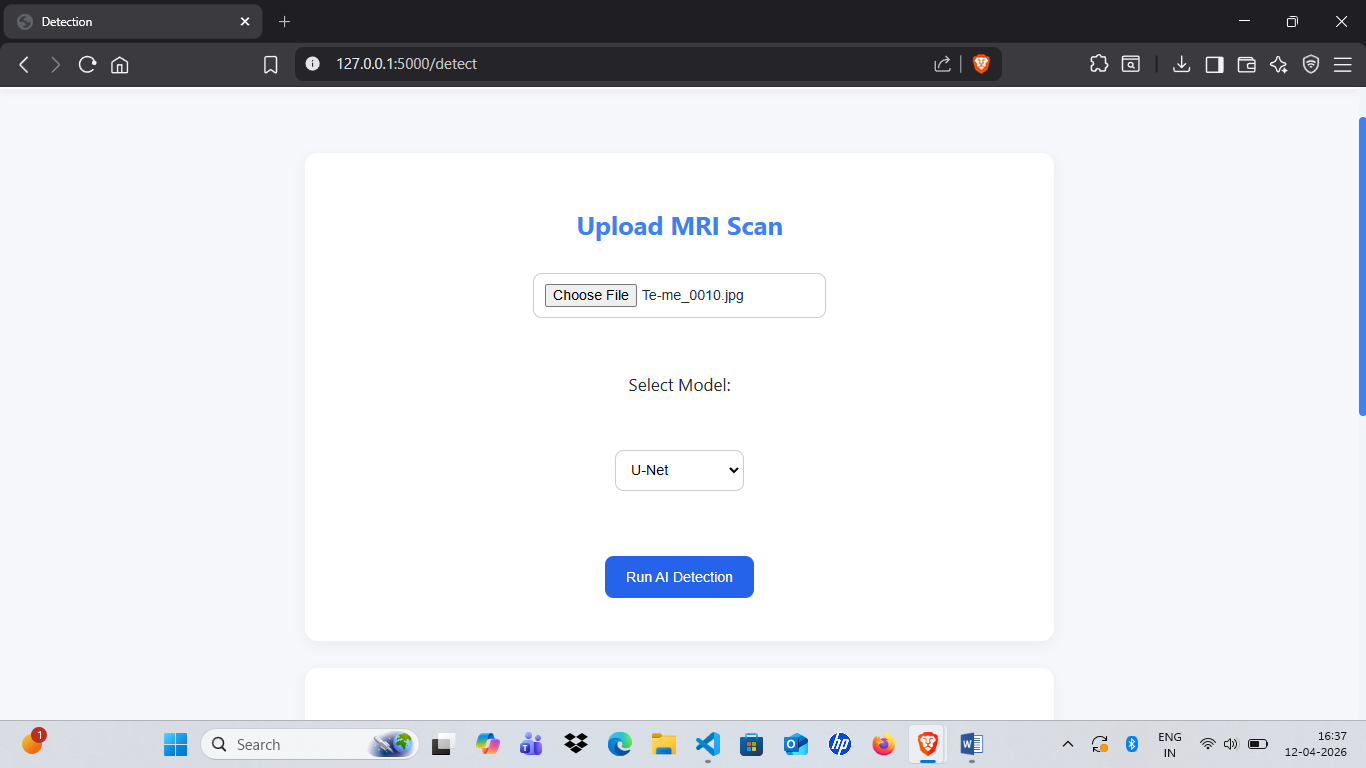 Detection
127.0.0.1:5000/detect
Upload MRI Scan
Choose File Te-me_0010.jpg
Select Model:
U-Net
Run AI Detection
1
Search
ENG
IN
16:37
12-04-2026